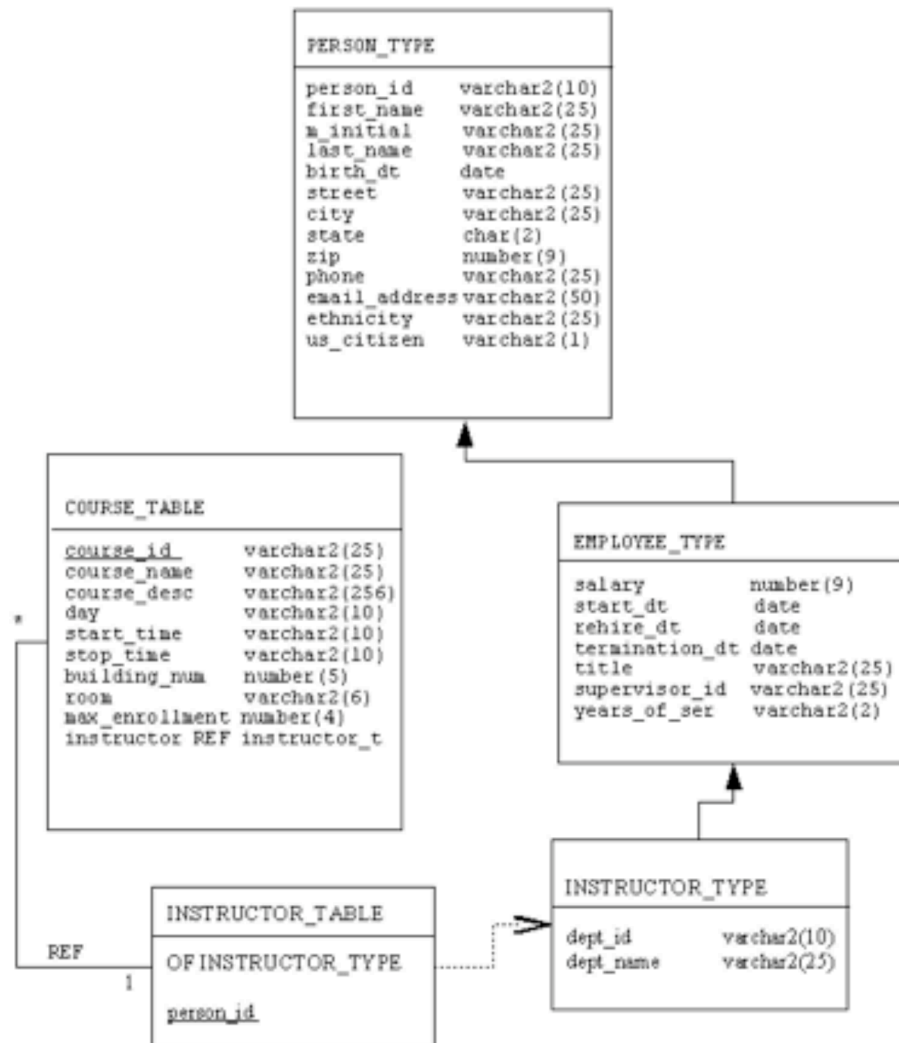 PERSON_TYPE
person_id varchar2(10)
first_name varchar2(25)
m_initial varchar2(25)
last_name varchar2(25)
birth_dt date
street varchar2(25)
city varchar2(25)
state char(2)
zip number(9)
phone varchar2(25)
email_address varchar2(50)
ethnicity varchar2(25)
us_citizen varchar2(1)
COURSE_TABLE
course_id varchar2(25)
course_name varchar2(25)
course_desc varchar2(256)
day varchar2(10)
start_time varchar2(10)
stop_time varchar2(10)
building_num number(5)
room varchar2(6)
max_enrollment number(4)
instructor REF instructor_t
EMPLOYEE_TYPE
salary number(9)
start_dt date
rehire_dt date
termination_dt date
title varchar2(25)
supervisor_id varchar2(25)
years_of_ser varchar2(2)
*
REF
1
INSTRUCTOR_TABLE
OF INSTRUCTOR_TYPE
person_id
INSTRUCTOR_TYPE
dept_id varchar2(10)
dept_name varchar2(25)